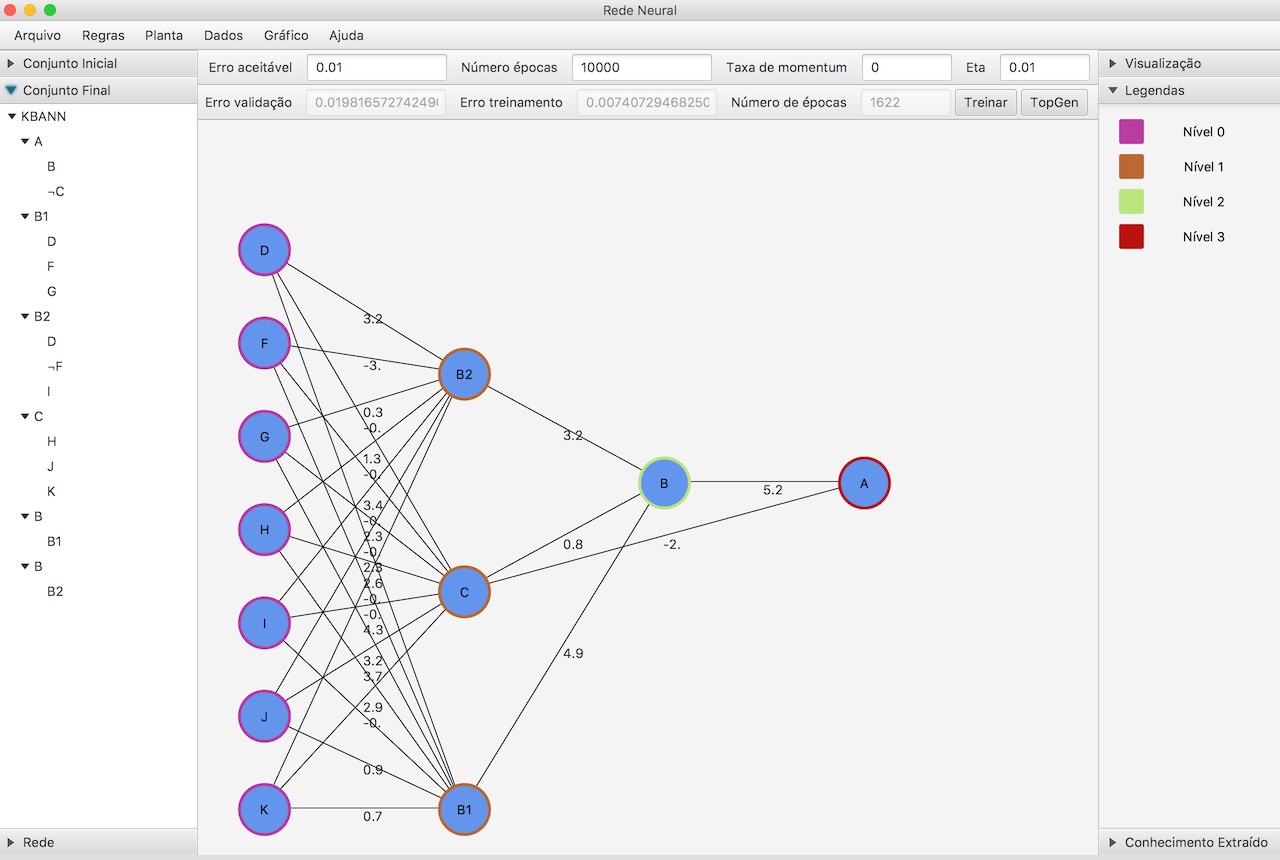 Rede Neural
Arquivo Regras Planta Dados Gráfico Ajuda
Conjunto Inicial
Erro aceitável 0.01 Número épocas 10000 Taxa de momentum 0 Eta 0.01
Visualização
Conjunto Final
Erro validação 0.0198165727424 Erro treinamento 0.00740729468250 Número de épocas 1622 Treinar TopGen
Legendas
KBANN
A
B
¬C
B1
D
F
G
B2
D
¬F
I
C
H
J
K
B
B1
B
B2
Rede
D
F
G
H
I
J
K
3.2
-3.
0.3
-0.
1.3
-0.
3.4
-0.
2.3
-0.
2.3
2.6
-0.
-0.
4.3
3.2
3.7
2.9
-0.
0.9
0.7
B2
C
B1
3.2
0.8
4.9
B
5.2
-2.
A
Nível 0
Nível 1
Nível 2
Nível 3
Conhecimento Extraído